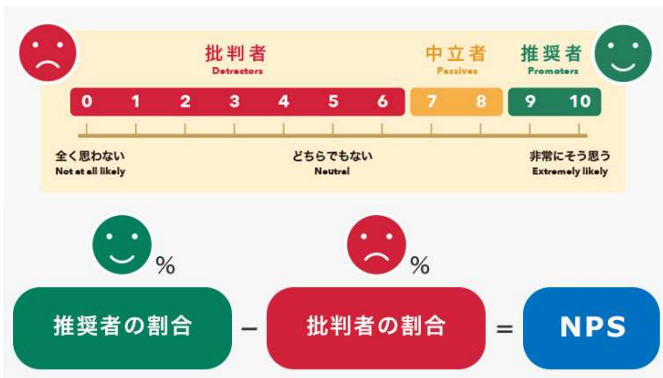 批判者
Detractors
中立者
Passives
推奨者
Promoters
0 1 2 3 4 5 6 7 8 9 10
全く思わない
Not at all likely
どちらでもない
Neutral
非常にそう思う
Extremely likely
% %
推奨者の割合 − 批判者の割合 = NPS